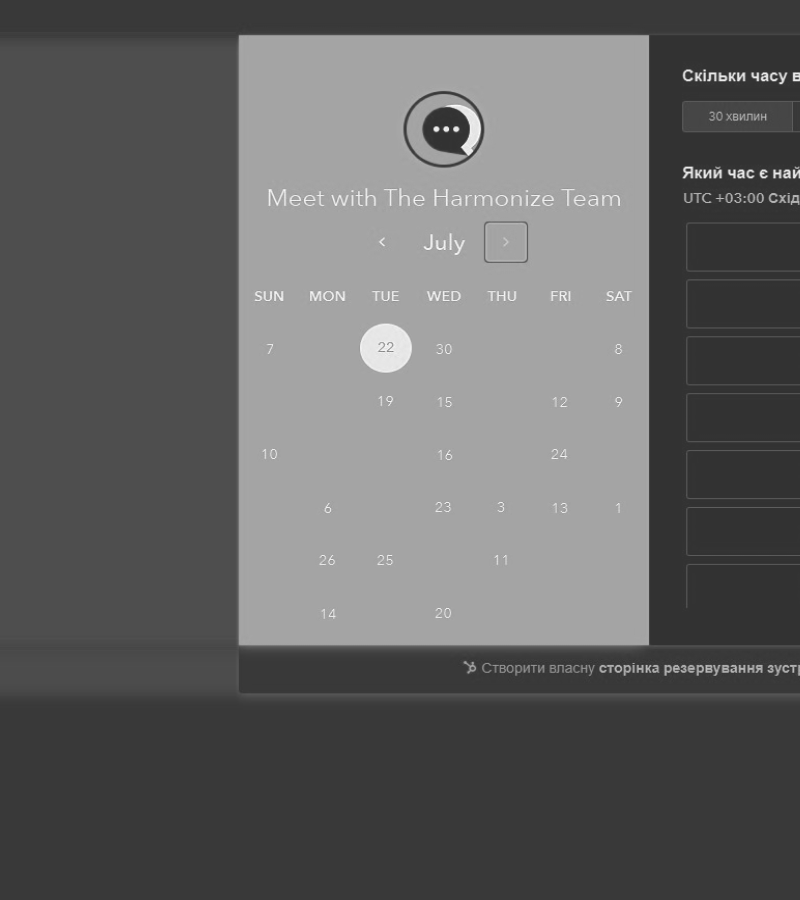 Скільки часу в
30 хвилин
Який час є най
UTC +03:00 Схід
Meet with The Harmonize Team
July
SUN MON TUE WED THU FRI SAT
7 22 30 8
19 15 12 9
10 16 24
6 23 3 13 1
26 25 11
14 20
Створити власну сторінка резервування зуст